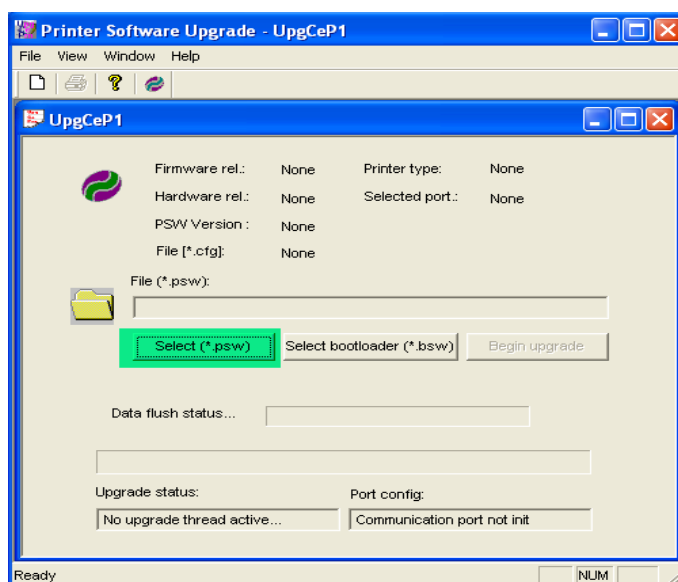 Printer Software Upgrade - UpgCeP1
File View Window Help
UpgCeP1
Firmware rel.: None Printer type: None
Hardware rel.: None Selected port.: None
PSW Version : None
File [*.cfg]: None
File (*.psw):
Select (*.psw) Select bootloader (*.bsw) Begin upgrade
Data flush status...
Upgrade status: Port config:
No upgrade thread active... Communication port not init
Ready NUM